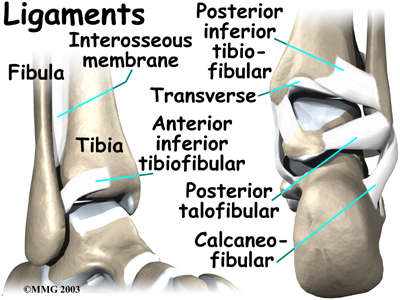 Ligaments
Interosseous
membrane
Fibula
Tibia
Anterior
inferior
tibiofibular
Posterior
inferior
tibio-
fibular
Transverse
Posterior
talofibular
Calcaneo-
fibular
©MMG 2003